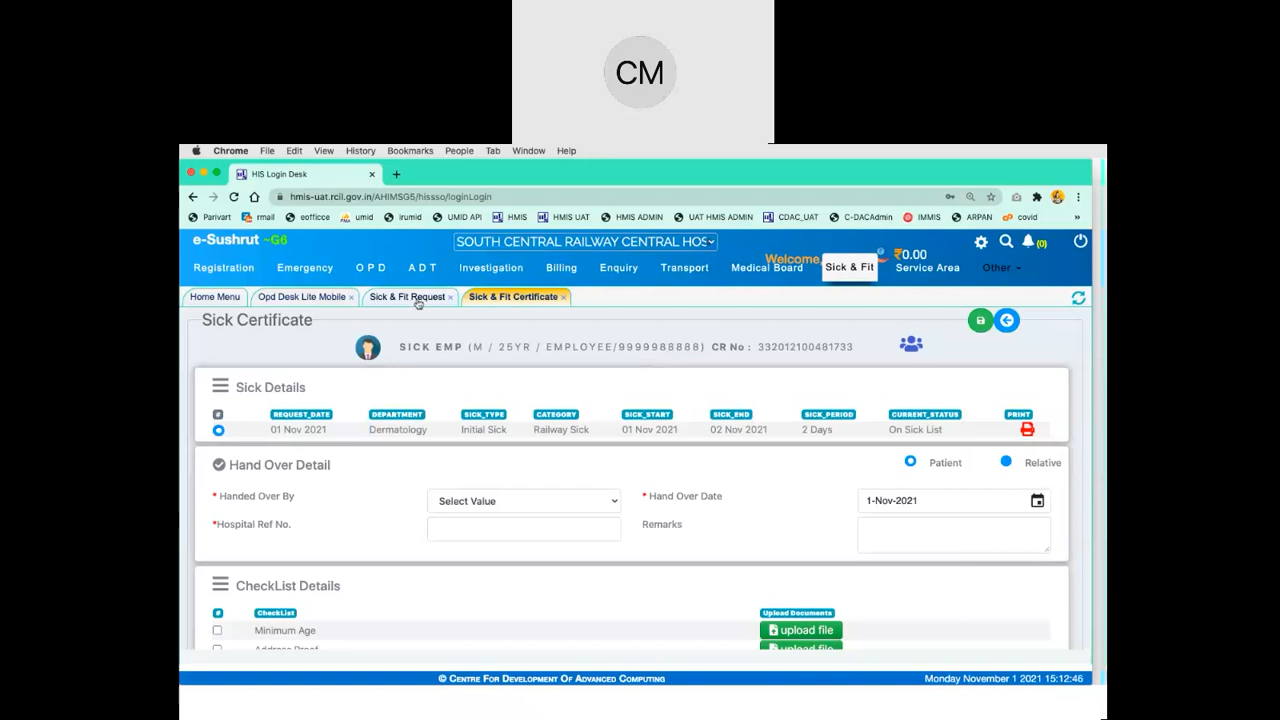 CM
Chrome File Edit View History Bookmarks People Tab Window Help
HIS Login Desk
hmis-uat.rcil.gov.in/AHIMSG5/hissso/loginLogin
Parivart rmail eofficce umid irumid UMID API HMIS HMIS UAT HMIS ADMIN UAT HMIS ADMIN CDAC_UAT C-DACAdmin IMMIS ARPAN covid »
e-Sushrut ~G6 SOUTH CENTRAL RAILWAY CENTRAL HOS Welcome, ₹0.00 (0)
Registration Emergency O P D A D T Investigation Billing Enquiry Transport Medical Board Sick & Fit Service Area Other
Home Menu Opd Desk Lite Mobile Sick & Fit Request Sick & Fit Certificate
Sick Certificate
SICK EMP (M / 25YR / EMPLOYEE/9999988888) CR No : 332012100481733
Sick Details
# REQUEST_DATE DEPARTMENT SICK_TYPE CATEGORY SICK_START SICK_END SICK_PERIOD CURRENT_STATUS PRINT
01 Nov 2021 Dermatology Initial Sick Railway Sick 01 Nov 2021 02 Nov 2021 2 Days On Sick List
Hand Over Detail Patient Relative
* Handed Over By Select Value * Hand Over Date 1-Nov-2021
*Hospital Ref No. Remarks
CheckList Details
# CheckList Upload Documents
Minimum Age upload file
Address Proof upload file
© CENTRE FOR DEVELOPMENT OF ADVANCED COMPUTING Monday November 1 2021 15:12:46